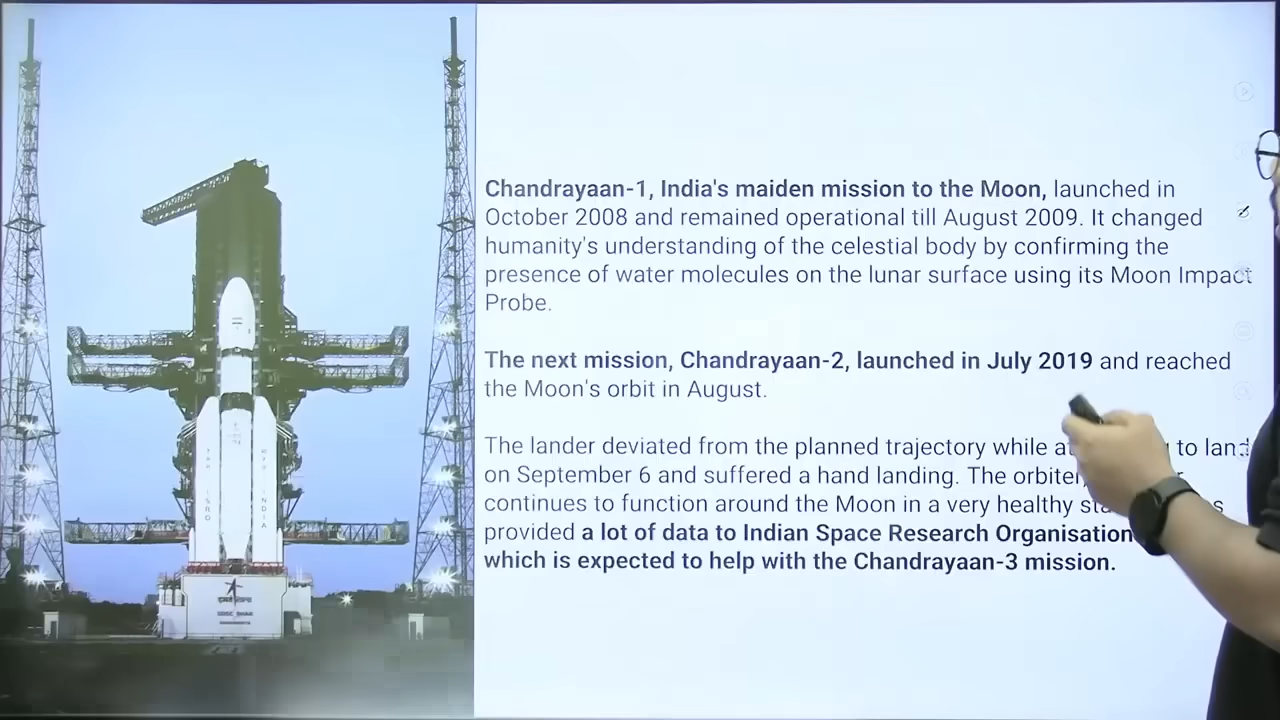 Chandrayaan-1, India's maiden mission to the Moon, launched in
October 2008 and remained operational till August 2009. It changed
humanity's understanding of the celestial body by confirming the
presence of water molecules on the lunar surface using its Moon Impact
Probe.
The next mission, Chandrayaan-2, launched in July 2019 and reached
the Moon's orbit in August.
The lander deviated from the planned trajectory while to land
on September 6 and suffered a hand landing. The orbiter,
continues to function around the Moon in a very healthy
provided a lot of data to Indian Space Research Organisation
which is expected to help with the Chandrayaan-3 mission.
ISRO
INDIA